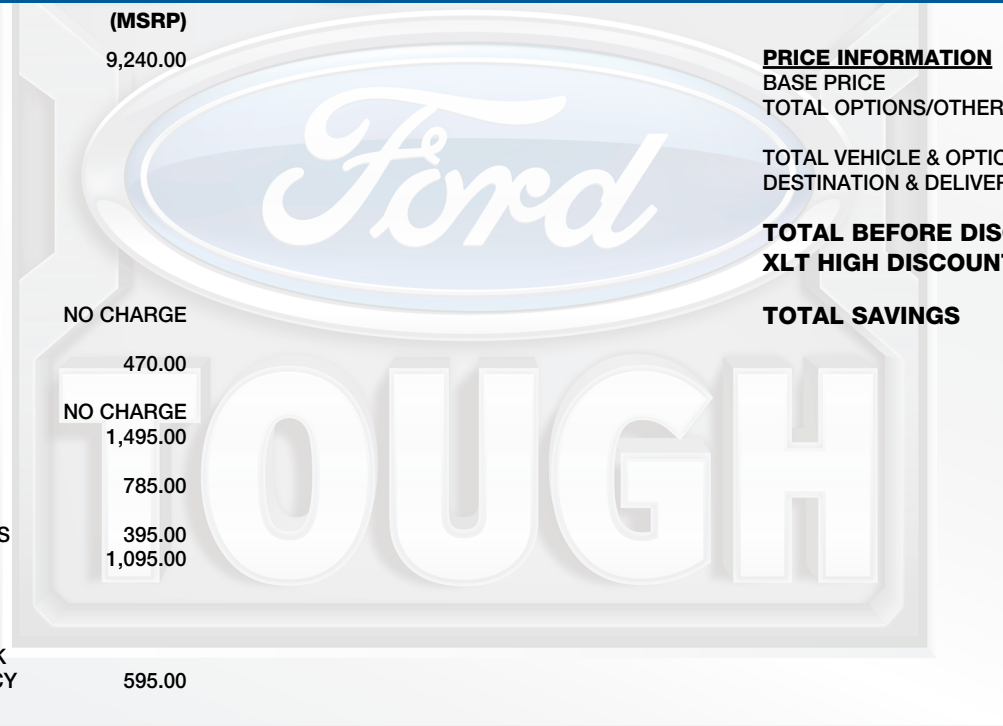 (MSRP)
9,240.00
NO CHARGE
470.00
NO CHARGE
1,495.00
785.00
S 395.00
1,095.00
K
CY 595.00
PRICE INFORMATION
BASE PRICE
TOTAL OPTIONS/OTHER
TOTAL VEHICLE & OPTIO
DESTINATION & DELIVER
TOTAL BEFORE DISC
XLT HIGH DISCOUNT
TOTAL SAVINGS
Ford
TOUGH